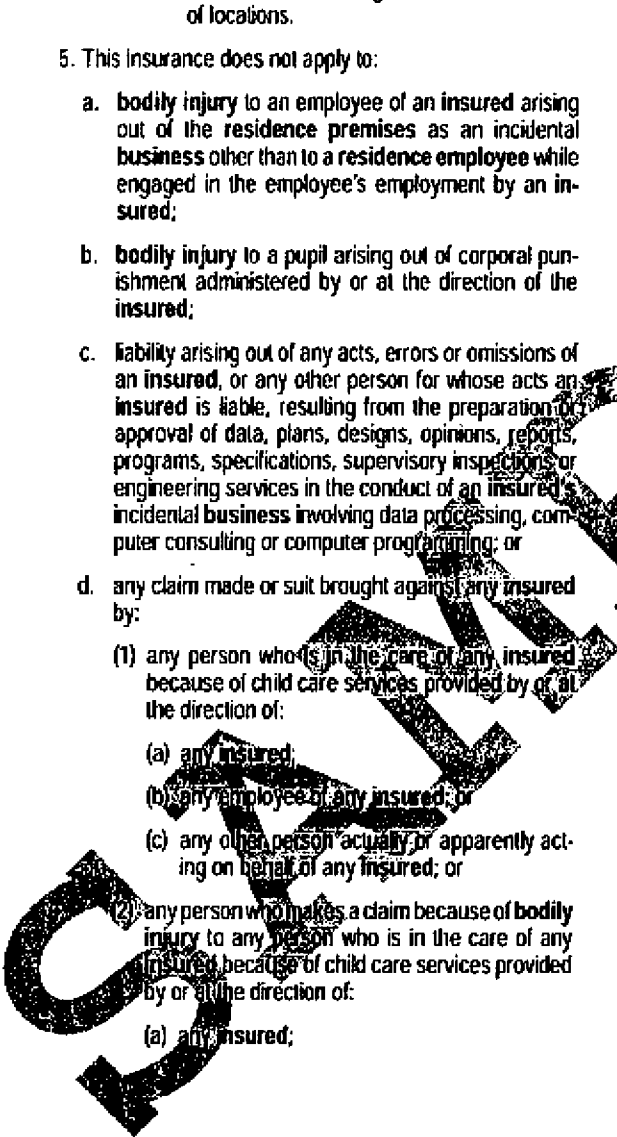 of locations.
5. This insurance does not apply to:
a. bodily injury to an employee of an insured arising
out of the residence premises as an incidental
business other than to a residence employee while
engaged in the employee's employment by an in-
sured;
b. bodily injury to a pupil arising out of corporal pun-
ishment administered by or at the direction of the
insured;
c. liability arising out of any acts, errors or omissions of
an insured, or any other person for whose acts an
insured is liable, resulting from the preparation or
approval of data, plans, designs, opinions, reports,
programs, specifications, supervisory inspections or
engineering services in the conduct of an insured's
incidental business involving data processing, com-
puter consulting or computer programming; or
d. any claim made or suit brought against any insured
by:
(1) any person who is in the care of any insured
because of child care services provided by or at
the direction of:
(a) any insured;
(b) any employee of any insured; or
(c) any other person actually or apparently act-
ing on behalf of any insured; or
(2) any person who makes a claim because of bodily
injury to any person who is in the care of any
insured because of child care services provided
by or at the direction of:
(a) any insured;